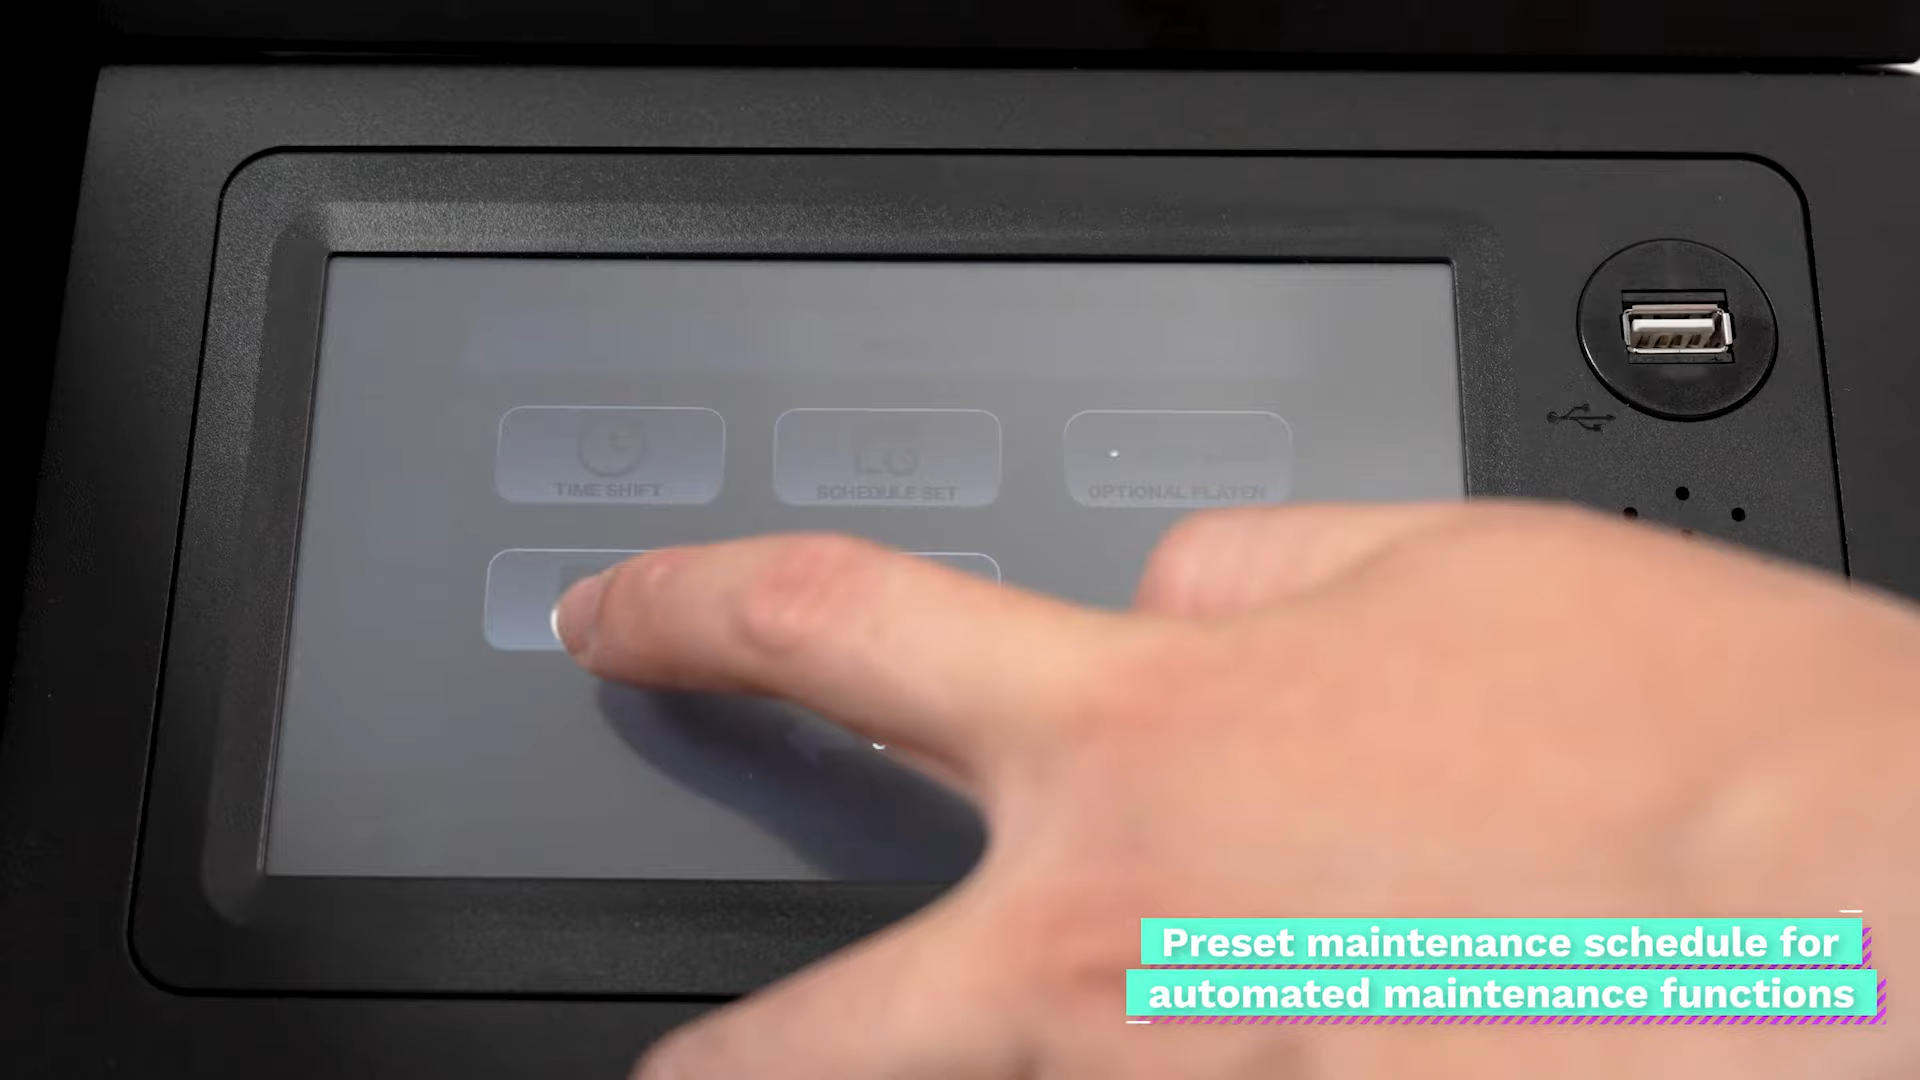 TIME SHIFT
SCHEDULE SET
OPTIONAL PLATEN
Preset maintenance schedule for
automated maintenance functions